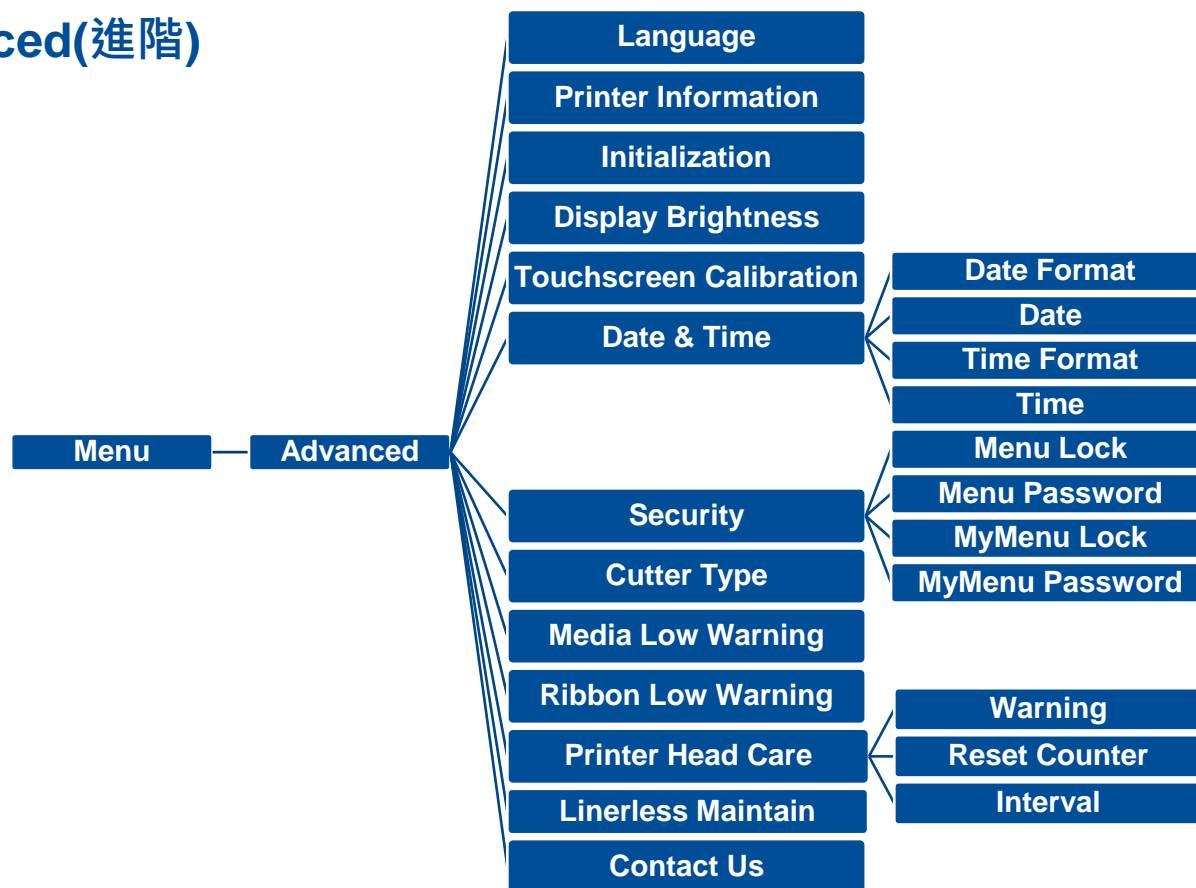 ced(進階)
Language
Printer Information
Initialization
Display Brightness
Touchscreen Calibration
Date & Time
Date Format
Date
Time Format
Time
Menu
Advanced
Security
Menu Lock
Menu Password
MyMenu Lock
MyMenu Password
Cutter Type
Media Low Warning
Ribbon Low Warning
Printer Head Care
Warning
Reset Counter
Interval
Linerless Maintain
Contact Us